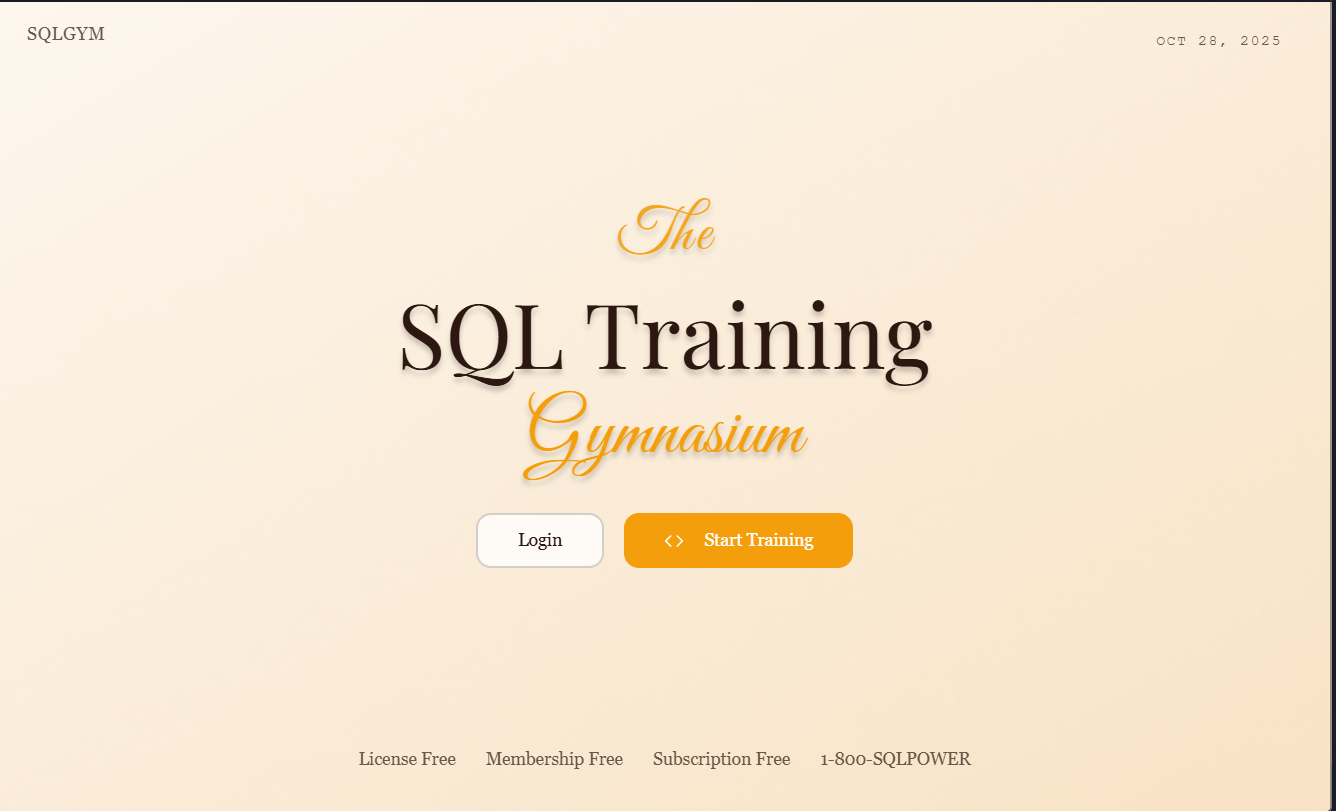 SQLGYM
OCT 28, 2025
The
SQL Training
Gymnasium
Login
<> Start Training
License Free Membership Free Subscription Free 1-800-SQLPOWER